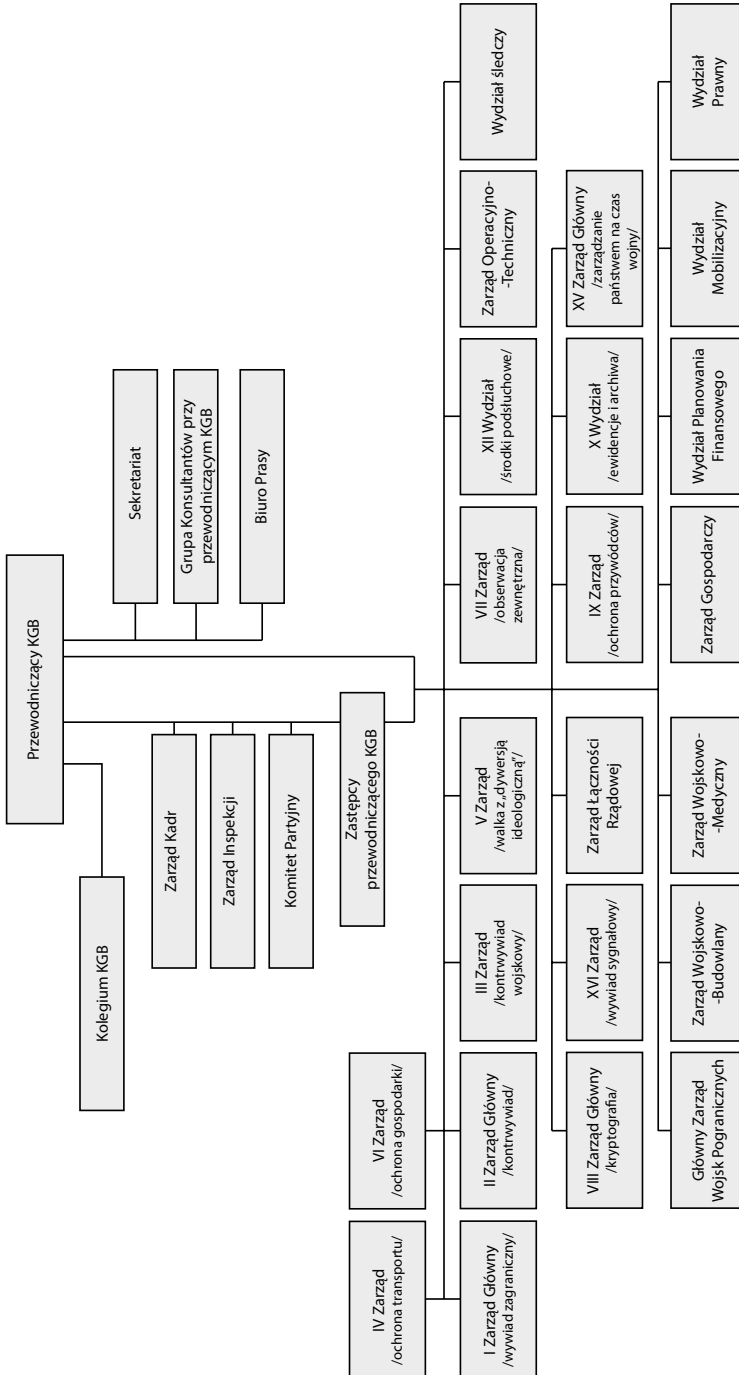 Przewodniczący KGB
Kolegium KGB
Sekretariat
Grupa Konsultantów przy
przewodniczącym KGB
Biuro Prasy
Zarząd Kadr
Zarząd Inspekcji
Komitet Partyjny
Zastępcy
przewodniczącego KGB
IV Zarząd
/ochrona transportu/
VI Zarząd
/ochrona gospodarki/
I Zarząd Główny
/wywiad zagraniczny/
II Zarząd Główny
/kontrwywiad/
III Zarząd
/kontrwywiad
wojskowy/
V Zarząd
/walka z „dywersją
ideologiczną”/
VII Zarząd
/obserwacja
zewnętrzna/
XII Wydział
/środki podsłuchowe/
Zarząd Operacyjno-
-Techniczny
Wydział śledczy
VIII Zarząd Główny
/kryptografia/
XVI Zarząd
/wywiad sygnałowy/
Zarząd Łączności
Rządowej
IX Zarząd
/ochrona przywódców/
X Wydział
/ewidencje i archiwa/
XV Zarząd Główny
/zarządzanie
państwem na czas
wojny/
Główny Zarząd
Wojsk Pogranicznych
Zarząd Wojskowo-
-Budowlany
Zarząd Wojskowo-
-Medyczny
Zarząd Gospodarczy
Wydział Planowania
Finansowego
Wydział
Mobilizacyjny
Wydział
Prawny